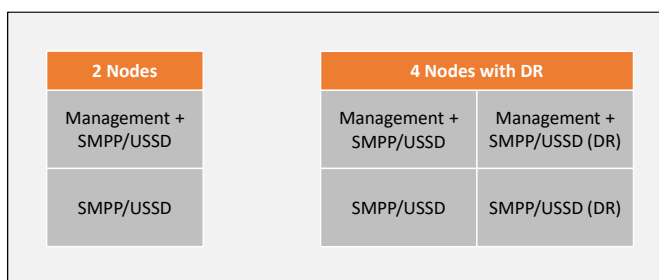 2 Nodes
Management +
SMPP/USSD
SMPP/USSD
4 Nodes with DR
Management +
SMPP/USSD
Management +
SMPP/USSD (DR)
SMPP/USSD
SMPP/USSD (DR)